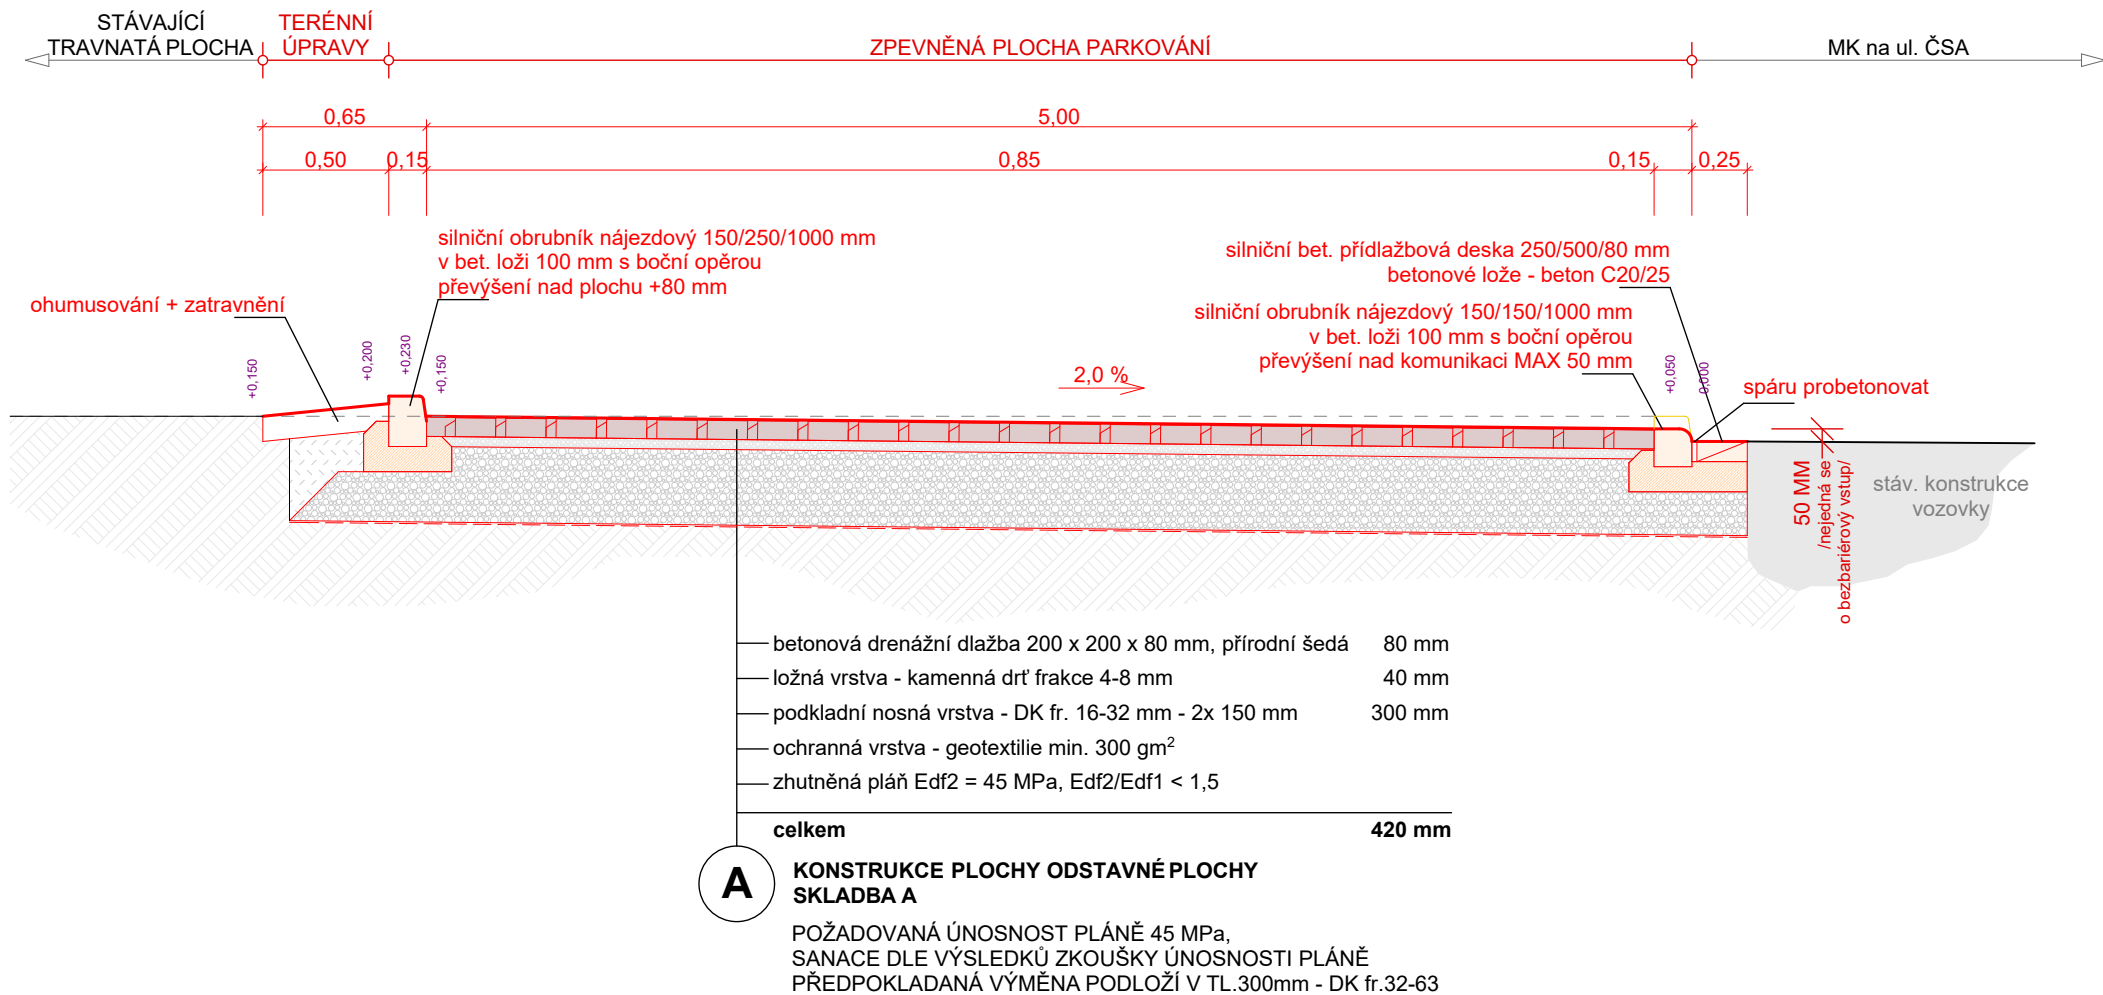 STÁVAJÍCÍ
TRAVNATÁ PLOCHA
TERÉNNÍ
ÚPRAVY
ZPEVNĚNÁ PLOCHA PARKOVÁNÍ
MK na ul. ČSA
0,65
5,00
0,50
0,15
0,85
0,15
0,25
silniční obrubník nájezdový 150/250/1000 mm
v bet. loži 100 mm s boční opěrou
převýšení nad plochu +80 mm
silniční bet. přídlažbová deska 250/500/80 mm
betonové lože - beton C20/25
ohumusování + zatravnění
silniční obrubník nájezdový 150/150/1000 mm
v bet. loži 100 mm s boční opěrou
převýšení nad komunikaci MAX 50 mm
+0,150
+0,200
+0,230
+0,150
2,0 %
+0,050
0,000
spáru probetonovat
50 MM
/nejedná se
o bezbariérový vstup/
stáv. konstrukce
vozovky
betonová drenážní dlažba 200 x 200 x 80 mm, přírodní šedá 80 mm
ložná vrstva - kamenná drť frakce 4-8 mm 40 mm
podkladní nosná vrstva - DK fr. 16-32 mm - 2x 150 mm 300 mm
ochranná vrstva - geotextilie min. 300 gm²
zhutněná pláň Edf2 = 45 MPa, Edf2/Edf1 < 1,5
celkem 420 mm
A
KONSTRUKCE PLOCHY ODSTAVNÉ PLOCHY
SKLADBA A
POŽADOVANÁ ÚNOSNOST PLÁNĚ 45 MPa,
SANACE DLE VÝSLEDKŮ ZKOUŠKY ÚNOSNOSTI PLÁNĚ
PŘEDPOKLADANÁ VÝMĚNA PODLOŽÍ V TL.300mm - DK fr.32-63